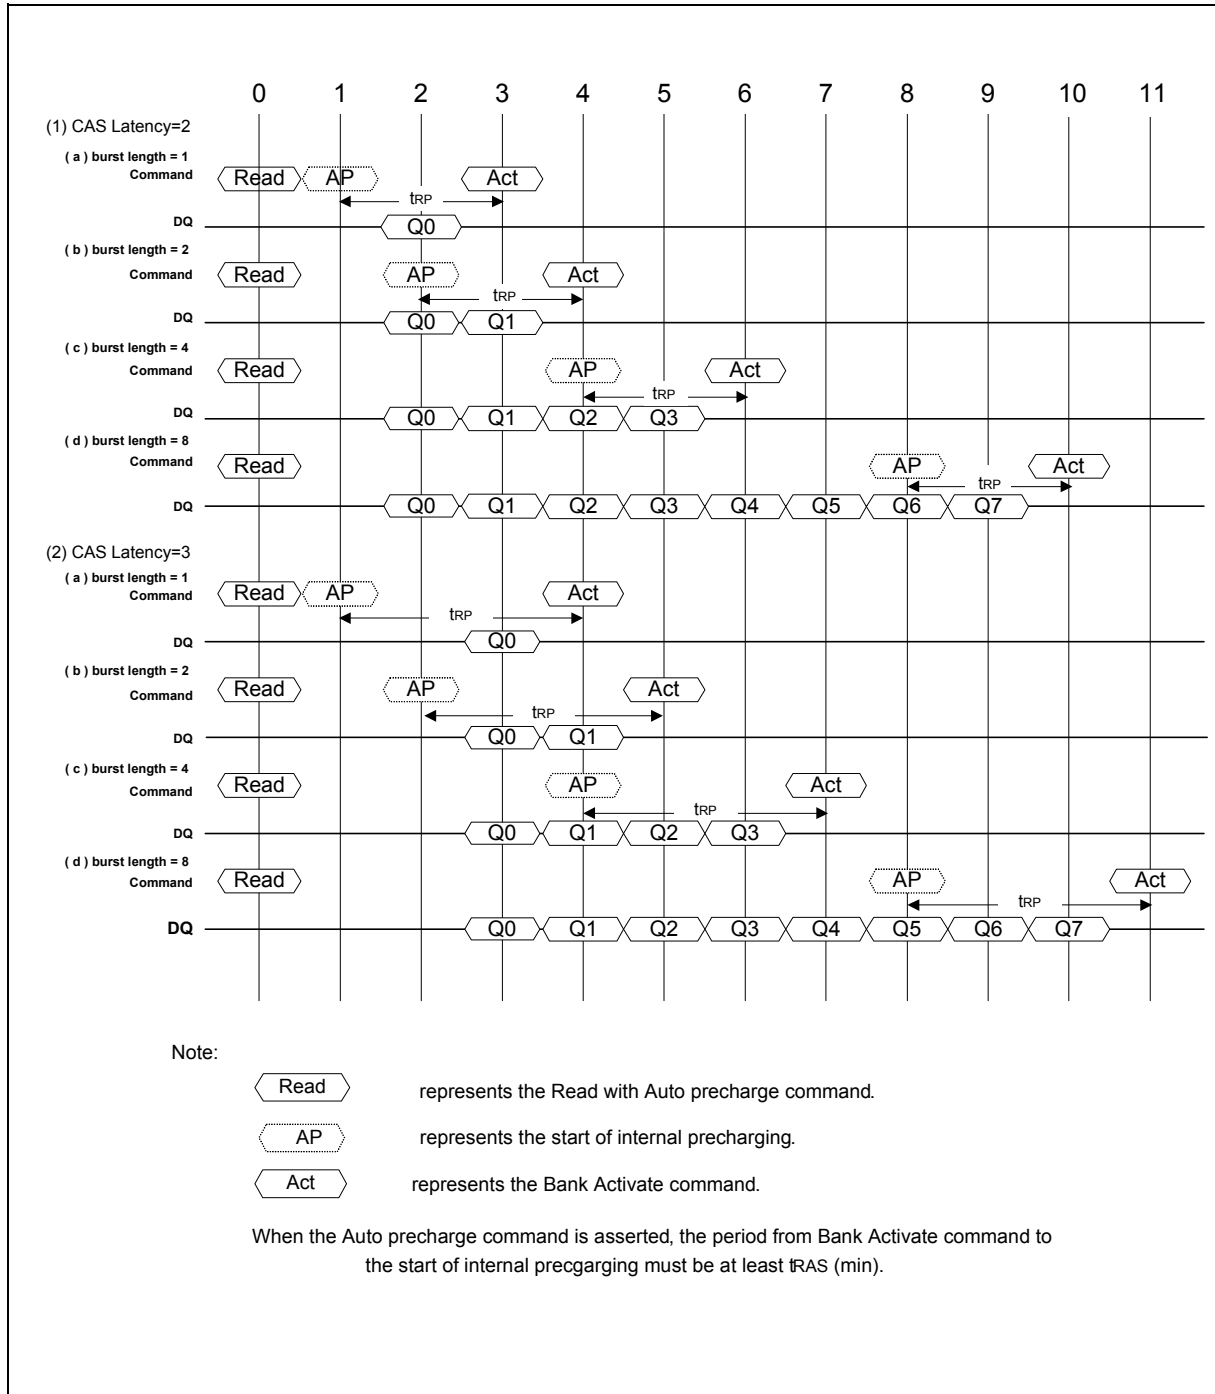 0 1 2 3 4 5 6 7 8 9 10 11
(1) CAS Latency=2
( a ) burst length = 1
Command Read AP Act
tRP
DQ Q0
( b ) burst length = 2
Command Read AP Act
tRP
DQ Q0 Q1
( c ) burst length = 4
Command Read AP Act
tRP
DQ Q0 Q1 Q2 Q3
( d ) burst length = 8
Command Read AP Act
tRP
DQ Q0 Q1 Q2 Q3 Q4 Q5 Q6 Q7
(2) CAS Latency=3
( a ) burst length = 1
Command Read AP Act
tRP
DQ Q0
( b ) burst length = 2
Command Read AP Act
tRP
DQ Q0 Q1
( c ) burst length = 4
Command Read AP Act
tRP
DQ Q0 Q1 Q2 Q3
( d ) burst length = 8
Command Read AP Act
tRP
DQ Q0 Q1 Q2 Q3 Q4 Q5 Q6 Q7
Note:
Read represents the Read with Auto precharge command.
AP represents the start of internal precharging.
Act represents the Bank Activate command.
When the Auto precharge command is asserted, the period from Bank Activate command to
the start of internal precgarging must be at least tRAS (min).